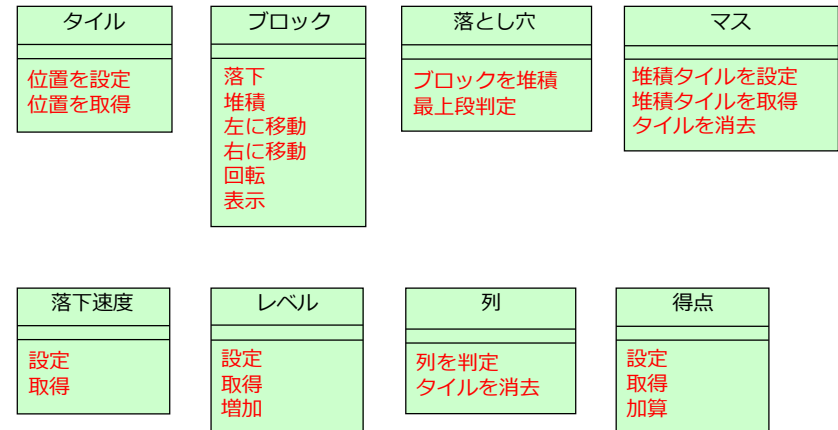 タイル
位置を設定
位置を取得
ブロック
落下
堆積
左に移動
右に移動
回転
表示
落とし穴
ブロックを堆積
最上段判定
マス
堆積タイルを設定
堆積タイルを取得
タイルを消去
落下速度
設定
取得
レベル
設定
取得
増加
列
列を判定
タイルを消去
得点
設定
取得
加算